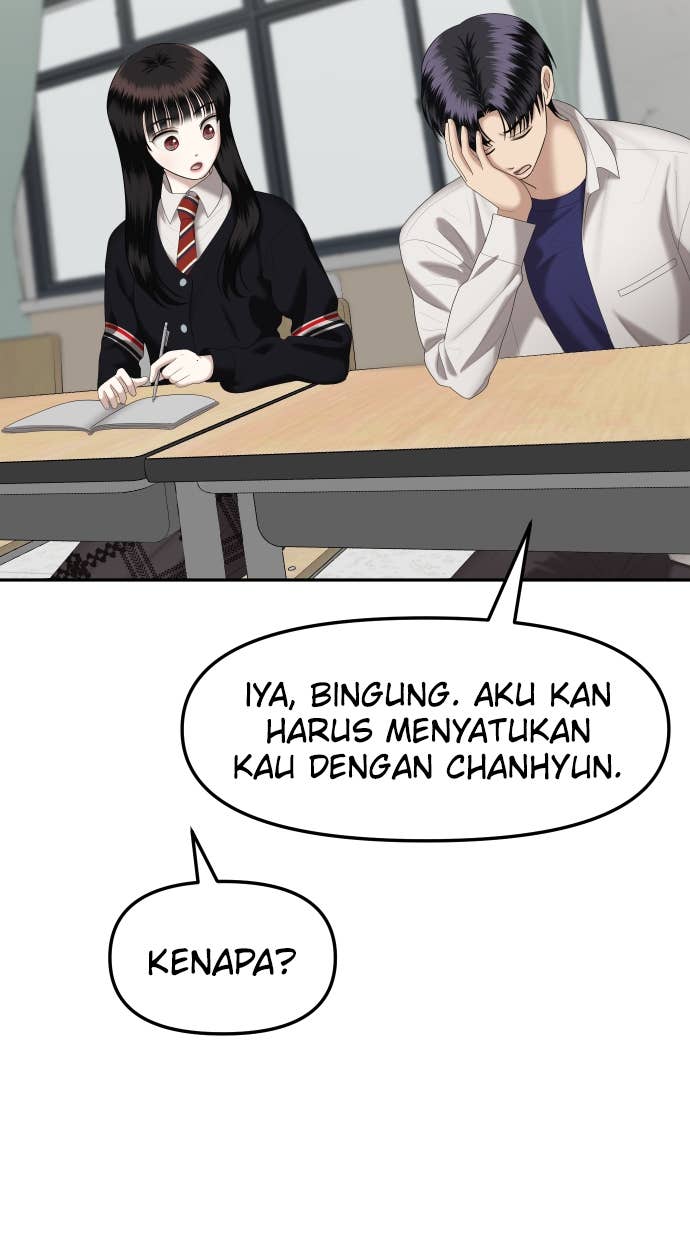 IYA, BINGUNG. AKU KAN
HARUS MENYATUKAN
KAU DENGAN CHANHYUN.
KENAPA?